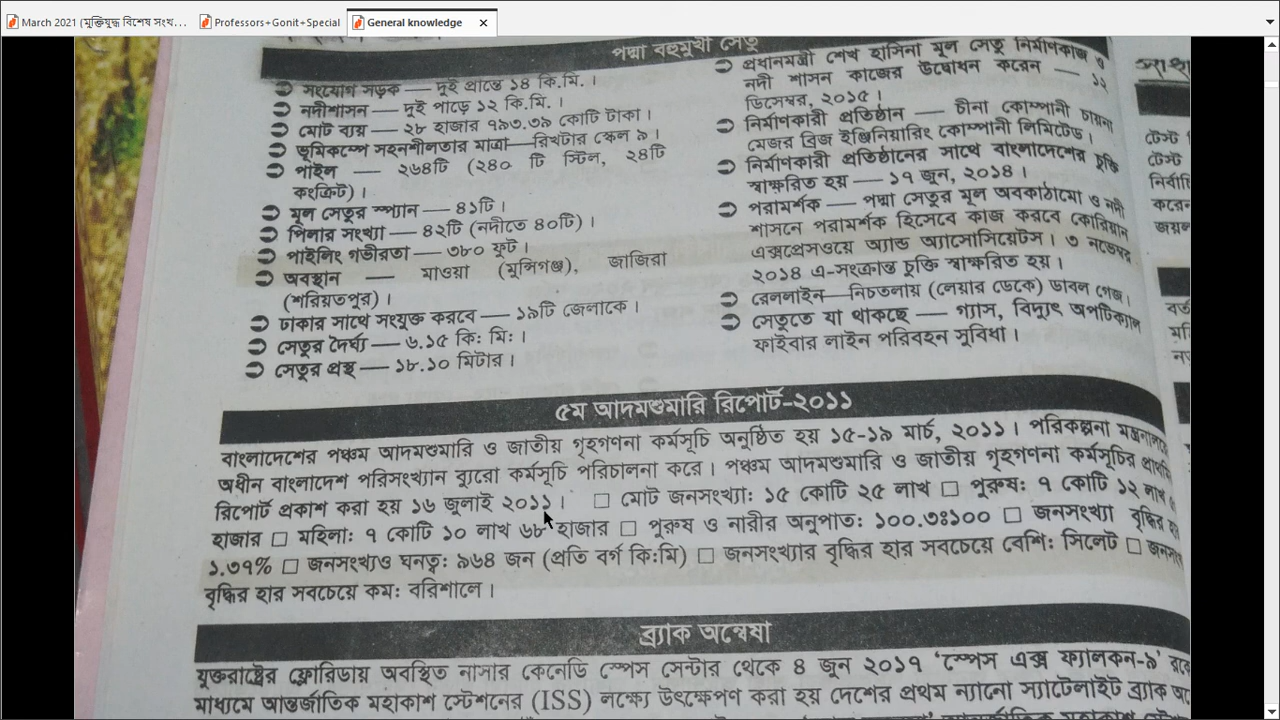 March 2021 (মুক্তিযুদ্ধ বিশেষ সংখ...
Professors+Gonit+Special
General knowledge
পদ্মা বহুমুখী সেতু
সংযোগ সড়ক — দুই প্রান্তে ১৪ কি.মি. ।
নদীশাসন — দুই পাড়ে ১২ কি.মি. ।
মোট ব্যয় — ২৮ হাজার ৭৯৩.৩৯ কোটি টাকা ।
ভূমিকম্পে সহনশীলতার মাত্রা—রিখটার স্কেল ৯ ।
পাইল — ২৬৪টি (২৪০ টি স্টিল, ২৪টি
কংক্রিট) ।
মূল সেতুর স্প্যান — ৪১টি ।
পিলার সংখ্যা — ৪২টি (নদীতে ৪০টি) ।
পাইলিং গভীরতা — ৩৮০ ফুট ।
অবস্থান — মাওয়া (মুন্সিগঞ্জ), জাজিরা
(শরিয়তপুর) ।
ঢাকার সাথে সংযুক্ত করবে — ১৯টি জেলাকে ।
সেতুর দৈর্ঘ্য — ৬.১৫ কি: মি: ।
সেতুর প্রস্থ — ১৮.১০ মিটার ।
প্রধানমন্ত্রী শেখ হাসিনা মূল সেতু নির্মাণকাজ ও
নদী শাসন কাজের উদ্বোধন করেন — ১২
ডিসেম্বর, ২০১৫ ।
নির্মাণকারী প্রতিষ্ঠান — চীনা কোম্পানী চায়না
মেজর ব্রিজ ইঞ্জিনিয়ারিং কোম্পানী লিমিটেড ।
নির্মাণকারী প্রতিষ্ঠানের সাথে বাংলাদেশের চুক্তি
স্বাক্ষরিত হয় — ১৭ জুন, ২০১৪ ।
পরামর্শক — পদ্মা সেতুর মূল অবকাঠামো ও নদী
শাসনে পরামর্শক হিসেবে কাজ করবে কোরিয়ান
এক্সপ্রেসওয়ে অ্যান্ড অ্যাসোসিয়েটস । ৩ নভেম্বর
২০১৪ এ-সংক্রান্ত চুক্তি স্বাক্ষরিত হয় ।
রেললাইন—নিচতলায় (লেয়ার ডেকে) ডাবল গেজ ।
সেতুতে যা থাকছে — গ্যাস, বিদ্যুৎ অপটিক্যাল
ফাইবার লাইন পরিবহন সুবিধা ।
৫ম আদমশুমারি রিপোর্ট-২০১১
বাংলাদেশের পঞ্চম আদমশুমারি ও জাতীয় গৃহগণনা কর্মসূচি অনুষ্ঠিত হয় ১৫-১৯ মার্চ, ২০১১ । পরিকল্পনা
অধীন বাংলাদেশ পরিসংখ্যান ব্যুরো কর্মসূচি পরিচালনা করে । পঞ্চম আদমশুমারি ও জাতীয় গৃহগণনা কর্মসূচির
রিপোর্ট প্রকাশ করা হয় ১৬ জুলাই ২০১১ । □ মোট জনসংখ্যা: ১৫ কোটি ২৫ লাখ □ পুরুষ: ৭ কোটি ১২ লাখ
হাজার □ মহিলা: ৭ কোটি ১০ লাখ ৬৮ হাজার □ পুরুষ ও নারীর অনুপাত: ১০০.৩ঃ১০০ □ জনসংখ্যা বৃদ্ধির
১.৩৭% □ জনসংখ্যও ঘনত্ব: ৯৬৪ জন (প্রতি বর্গ কি:মি) □ জনসংখ্যার বৃদ্ধির হার সবচেয়ে বেশি: সিলেট □
বৃদ্ধির হার সবচেয়ে কম: বরিশালে ।
ব্র্যাক অন্বেষা
যুক্তরাষ্ট্রের ফ্লোরিডায় অবস্থিত নাসার কেনেডি স্পেস সেন্টার থেকে ৪ জুন ২০১৭ ‘স্পেস এক্স ফ্যালকন-৯’
মাধ্যমে আন্তর্জাতিক মহাকাশ স্টেশনের (ISS) লক্ষ্যে উৎক্ষেপণ করা হয় দেশের প্রথম ন্যানো স্যাটেলাইট ব্র্যাক
টেস্ট
টেস্ট